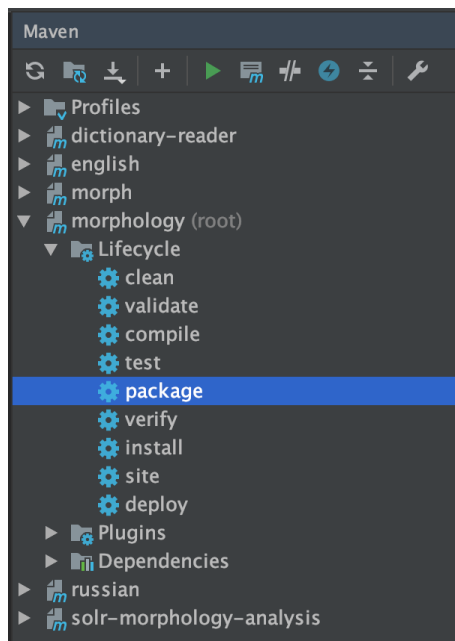 Maven
Profiles
dictionary-reader
english
morph
morphology (root)
Lifecycle
clean
validate
compile
test
package
verify
install
site
deploy
Plugins
Dependencies
russian
solr-morphology-analysis